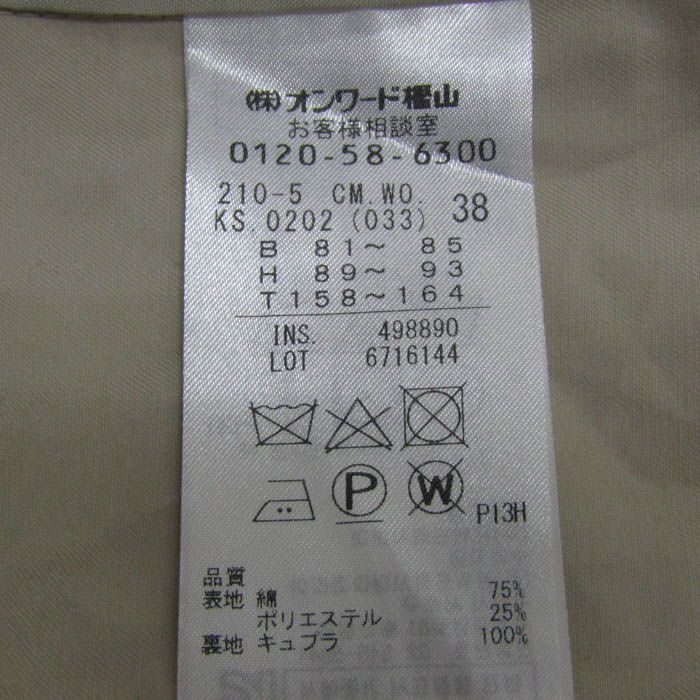 ㈱オンワード樫山
お客様相談室
0120-58-6300
210-5 CM.WO.
KS.0202 (033) 38
B 81～ 85
H 89～ 93
T158～164
INS. 498890
LOT 6716144
P
W
P13H
品質
表地 綿 75%
ポリエステル 25%
裏地 キュプラ 100%